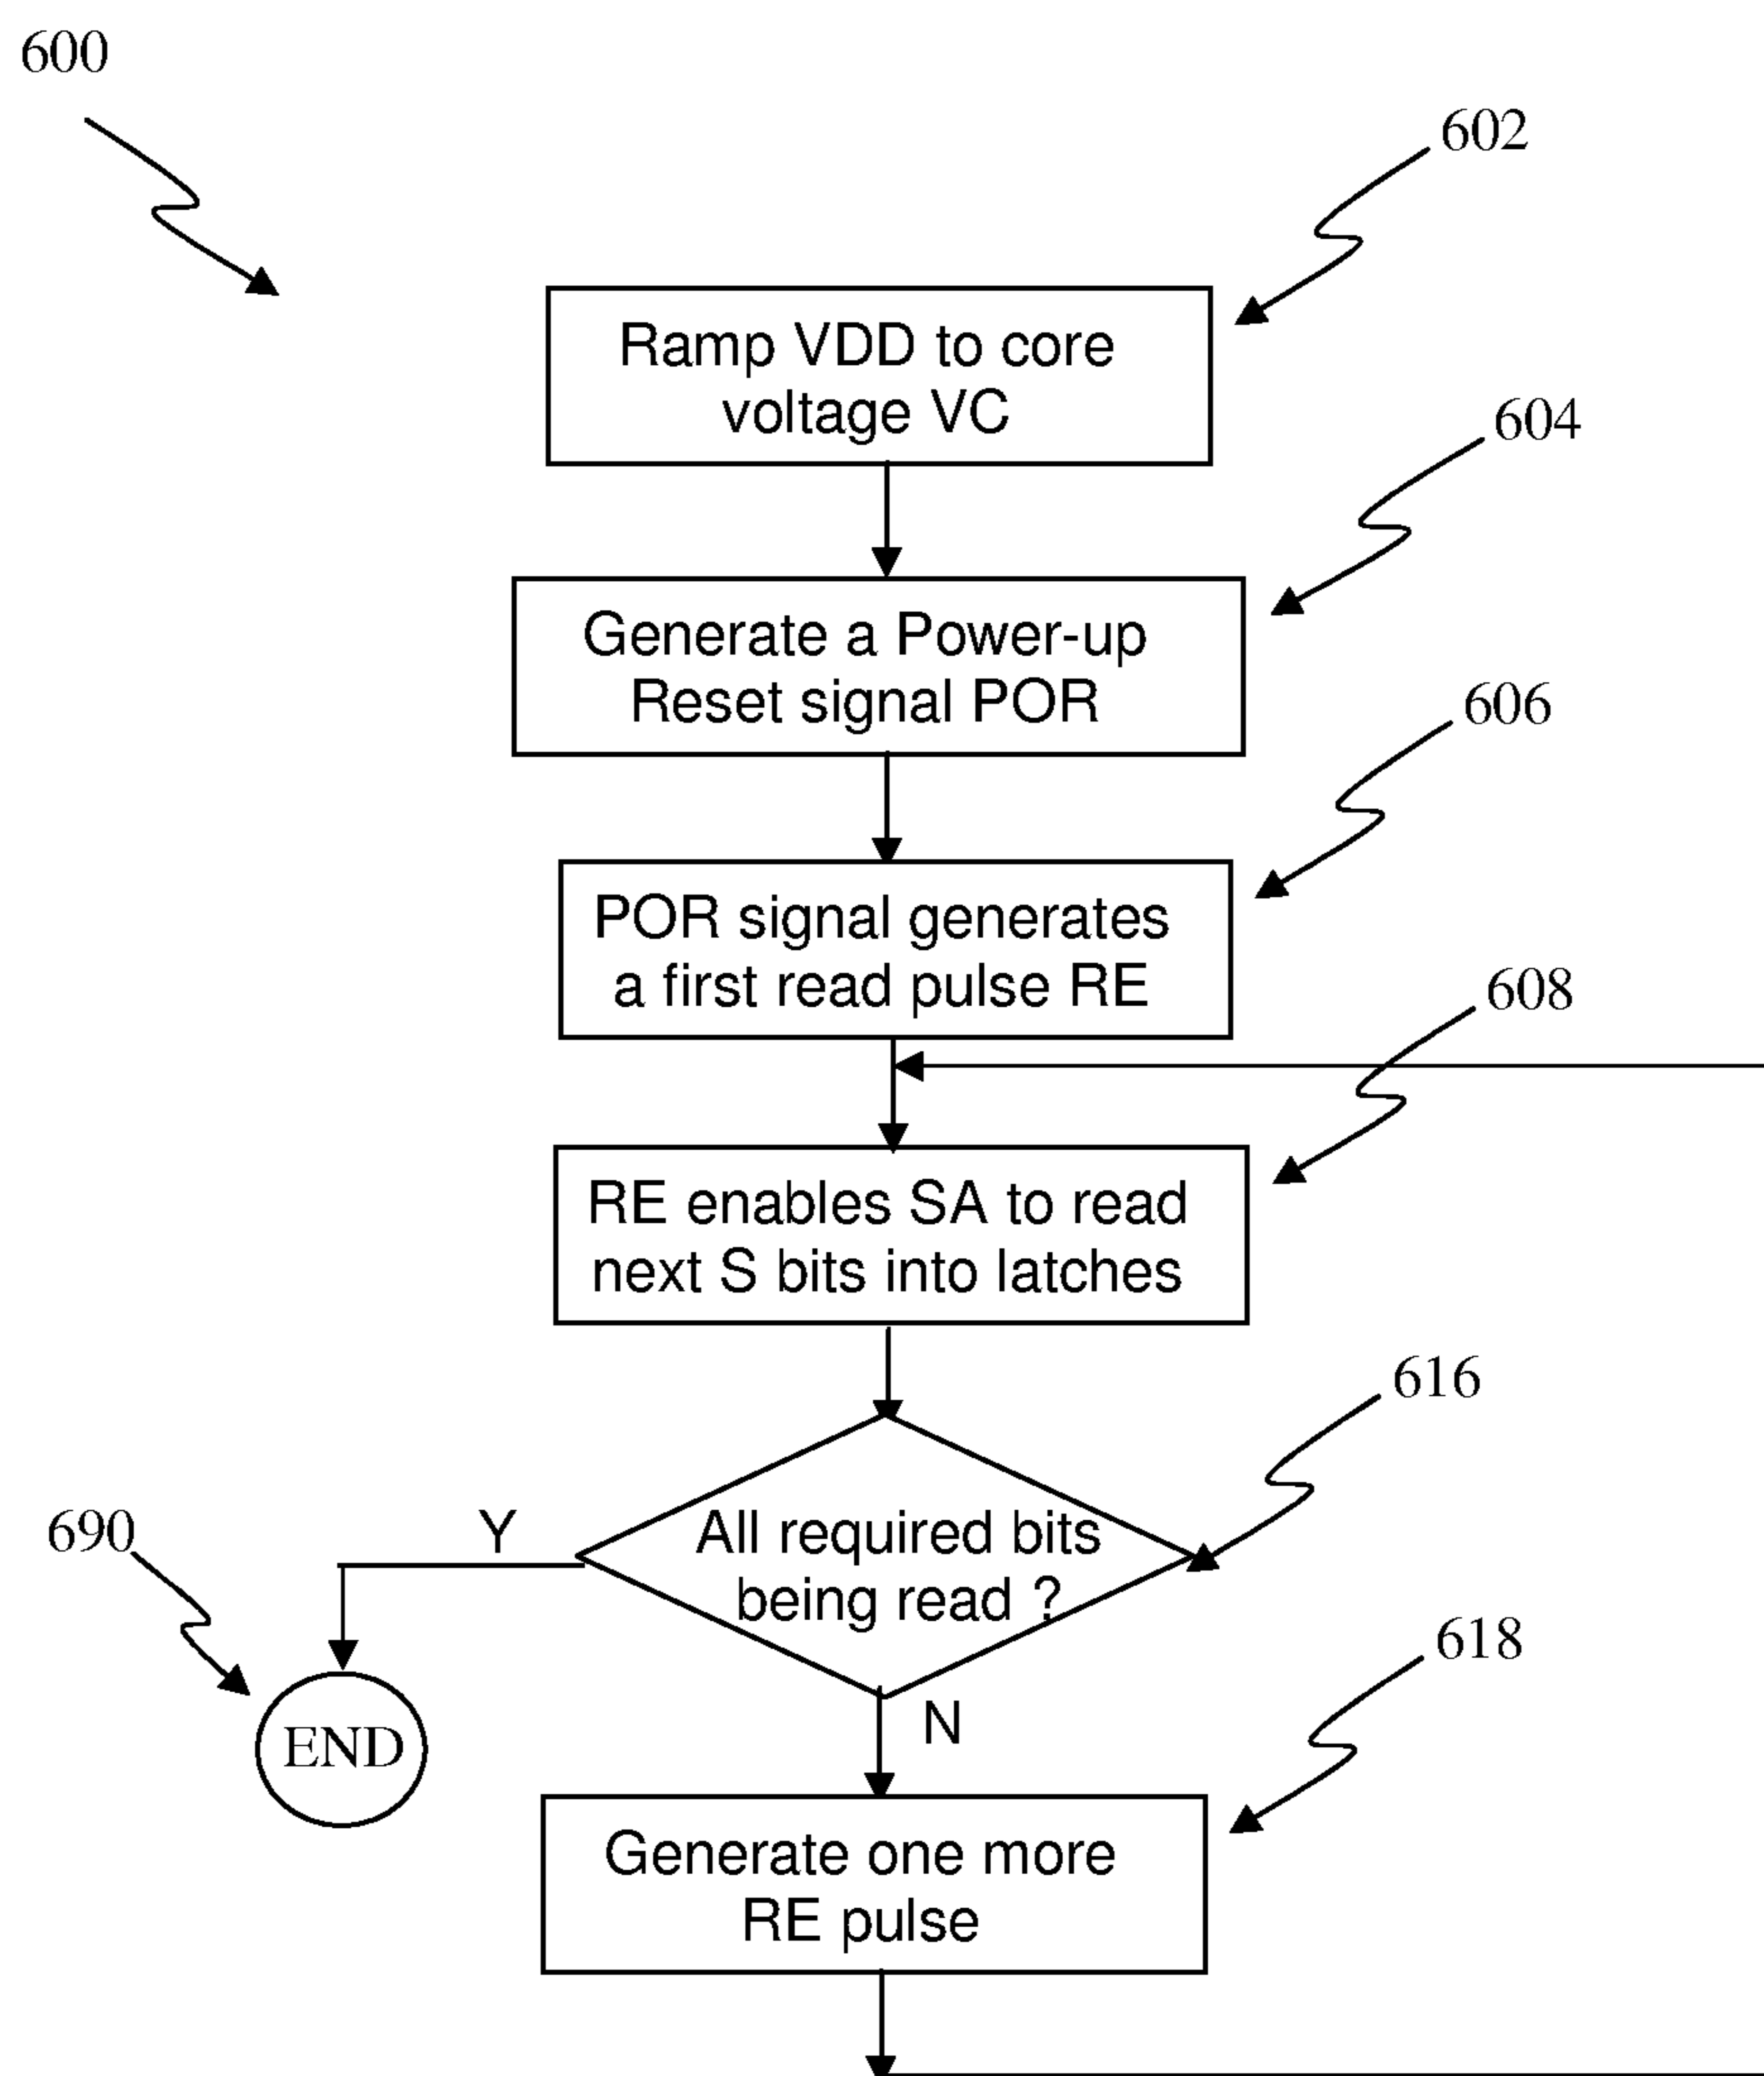 600
602
Ramp VDD to core
voltage VC
604
Generate a Power-up
Reset signal POR
606
POR signal generates
a first read pulse RE
608
RE enables SA to read
next S bits into latches
616
All required bits
being read ?
690
Y
END
N
618
Generate one more
RE pulse